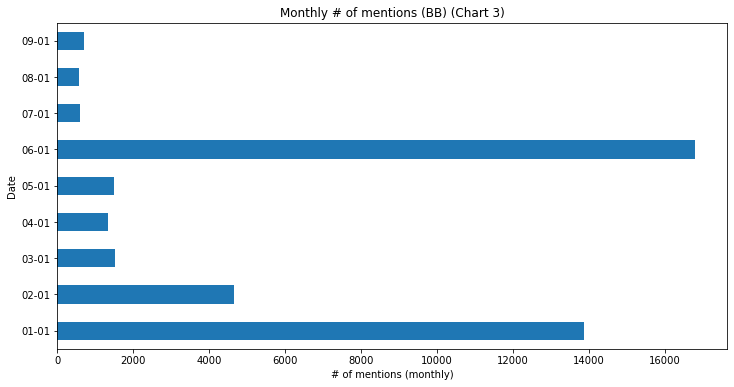 Monthly # of mentions (BB) (Chart 3)
09-01
08-01
07-01
06-01
05-01
04-01
03-01
02-01
01-01
Date
0 2000 4000 6000 8000 10000 12000 14000 16000
# of mentions (monthly)